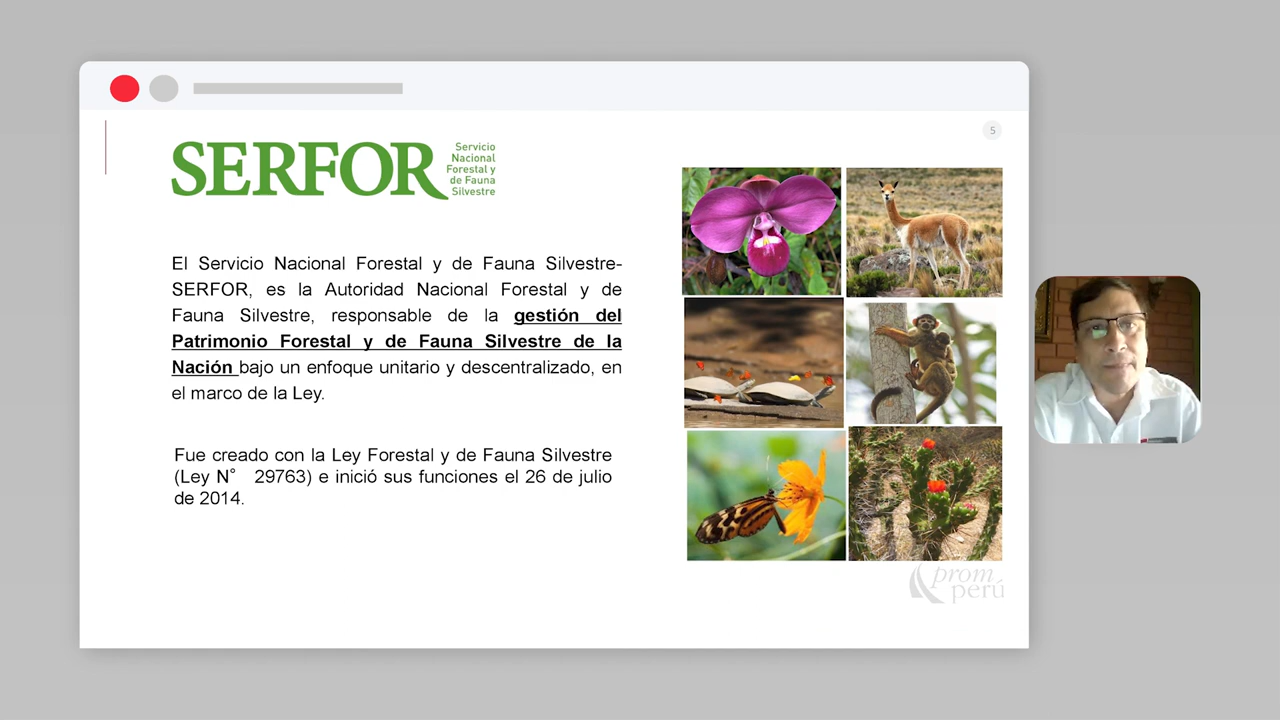 5
SERFOR
Servicio
Nacional
Forestal y
de Fauna
Silvestre
El Servicio Nacional Forestal y de Fauna Silvestre-
SERFOR, es la Autoridad Nacional Forestal y de
Fauna Silvestre, responsable de la gestión del
Patrimonio Forestal y de Fauna Silvestre de la
Nación bajo un enfoque unitario y descentralizado, en
el marco de la Ley.
Fue creado con la Ley Forestal y de Fauna Silvestre
(Ley N° 29763) e inició sus funciones el 26 de julio
de 2014.
prom
perú